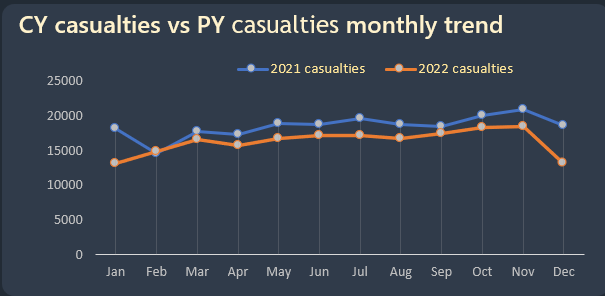 CY casualties vs PY casualties monthly trend
2021 casualties 2022 casualties
25000
20000
15000
10000
5000
0
Jan Feb Mar Apr May Jun Jul Aug Sep Oct Nov Dec